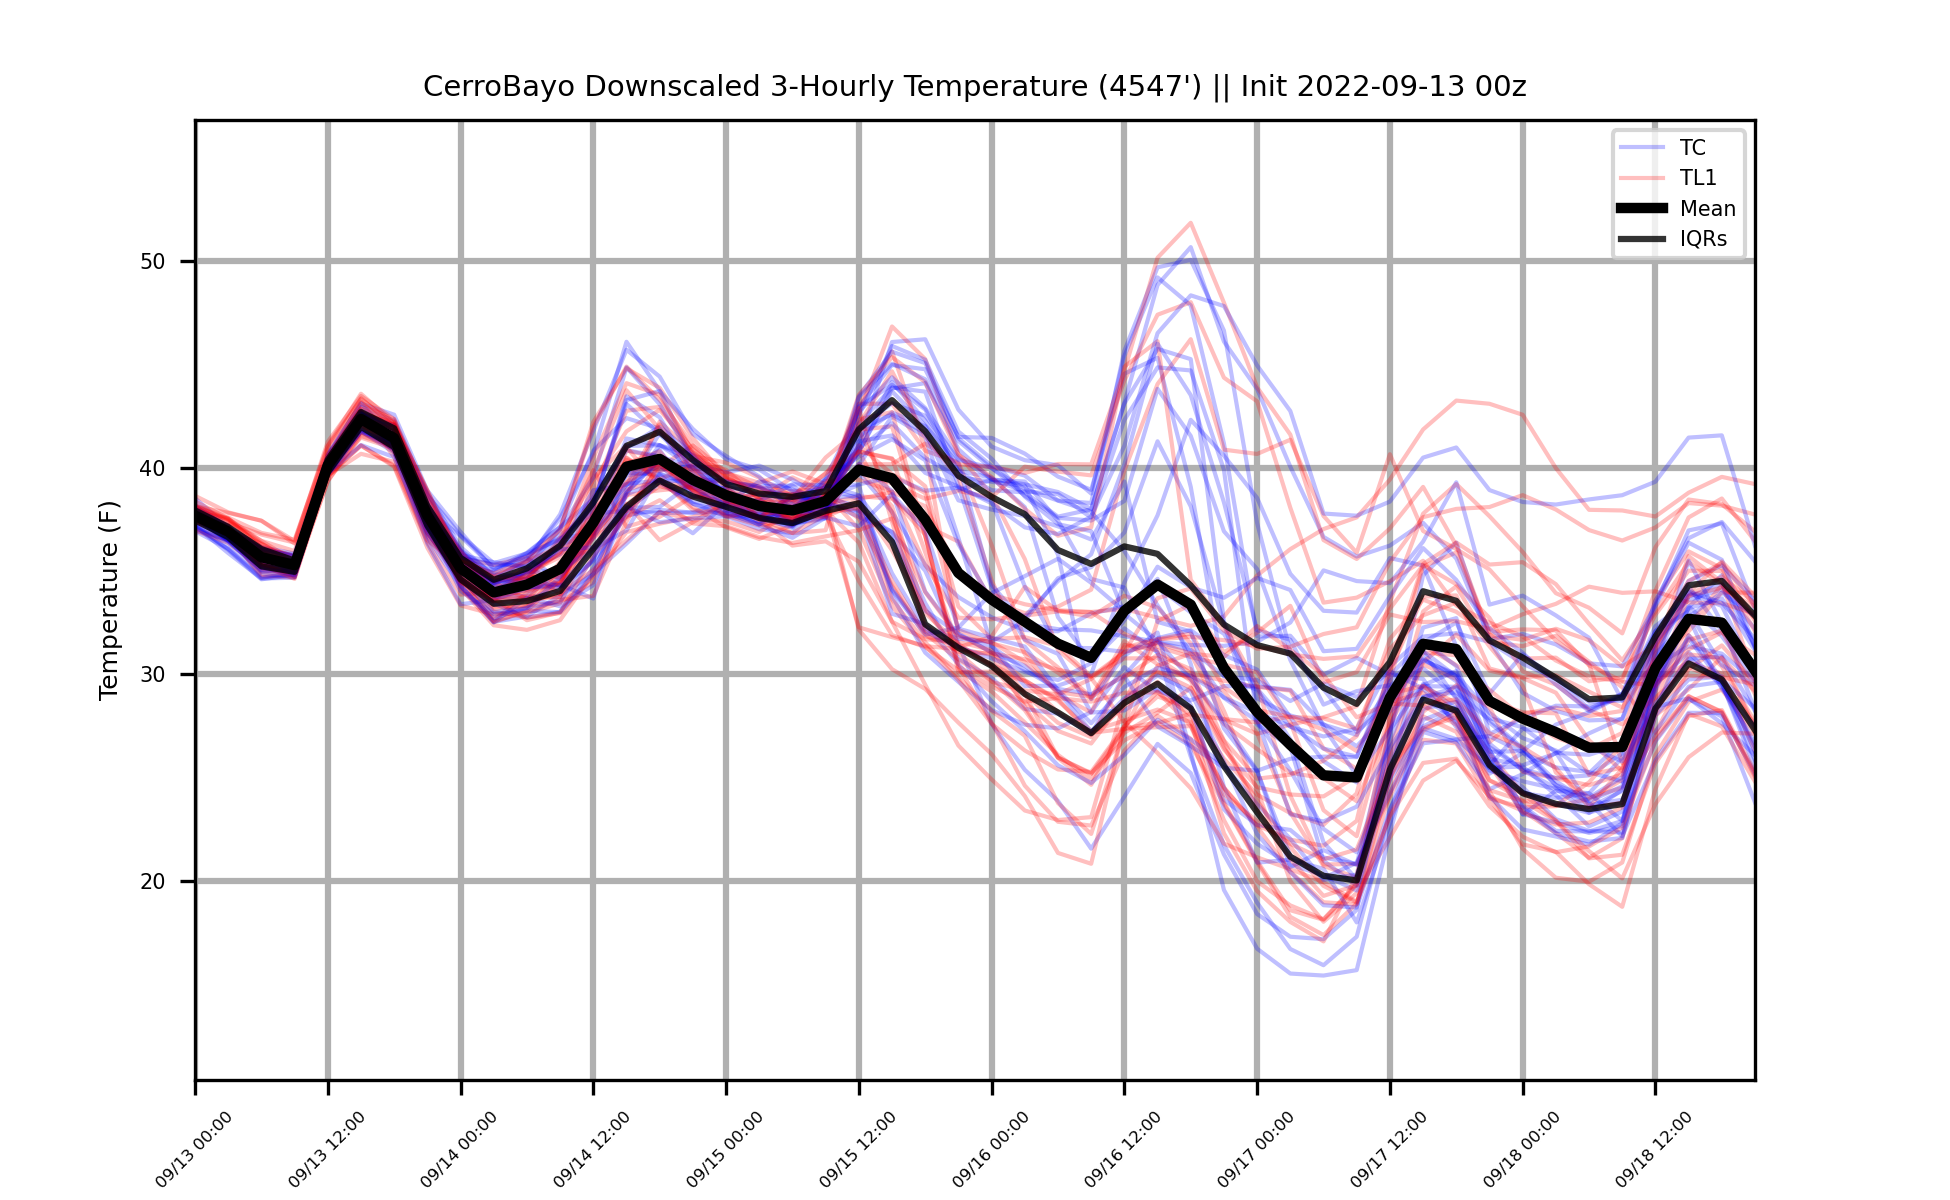 CerroBayo Downscaled 3-Hourly Temperature (4547') || Init 2022-09-13 00z
TC
TL1
Mean
IQRs
Temperature (F)
50
40
30
20
09/13 00:00
09/13 12:00
09/14 00:00
09/14 12:00
09/15 00:00
09/15 12:00
09/16 00:00
09/16 12:00
09/17 00:00
09/17 12:00
09/18 00:00
09/18 12:00